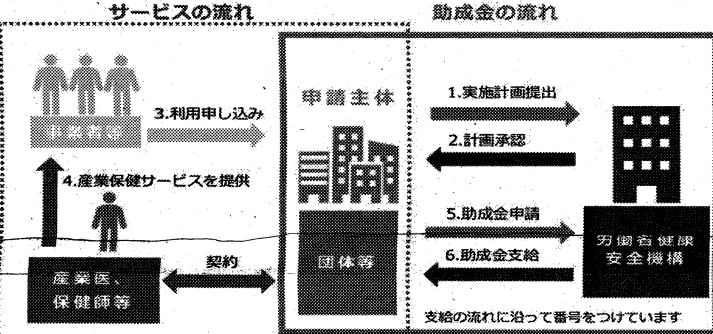 サービスの流れ
助成金の流れ
事業者等
3.利用申し込み
申請主体
1.実施計画提出
2.計画承認
4.産業保健サービスを提供
産業医、
保健師等
契約
団体等
5.助成金申請
6.助成金支給
労働者健康
安全機構
支給の流れに沿って番号をつけています